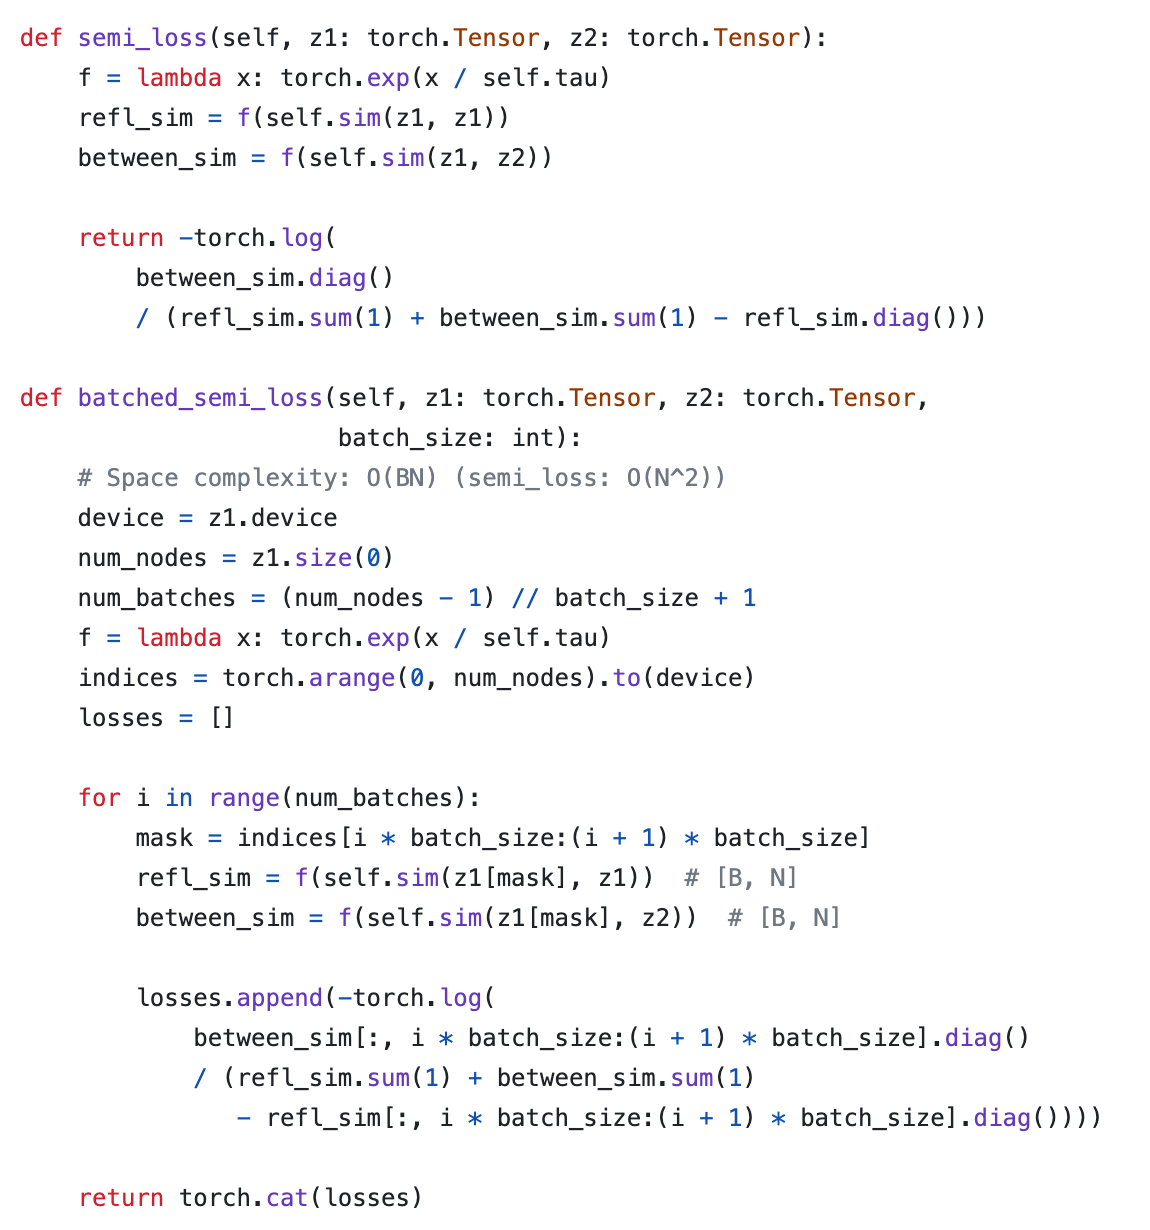 def semi_loss(self, z1: torch.Tensor, z2: torch.Tensor):
    f = lambda x: torch.exp(x / self.tau)
    refl_sim = f(self.sim(z1, z1))
    between_sim = f(self.sim(z1, z2))

    return -torch.log(
        between_sim.diag()
        / (refl_sim.sum(1) + between_sim.sum(1) - refl_sim.diag()))

def batched_semi_loss(self, z1: torch.Tensor, z2: torch.Tensor,
                      batch_size: int):
    # Space complexity: O(BN) (semi_loss: O(N^2))
    device = z1.device
    num_nodes = z1.size(0)
    num_batches = (num_nodes - 1) // batch_size + 1
    f = lambda x: torch.exp(x / self.tau)
    indices = torch.arange(0, num_nodes).to(device)
    losses = []

    for i in range(num_batches):
        mask = indices[i * batch_size:(i + 1) * batch_size]
        refl_sim = f(self.sim(z1[mask], z1))  # [B, N]
        between_sim = f(self.sim(z1[mask], z2))  # [B, N]

        losses.append(-torch.log(
            between_sim[:, i * batch_size:(i + 1) * batch_size].diag()
            / (refl_sim.sum(1) + between_sim.sum(1)
               - refl_sim[:, i * batch_size:(i + 1) * batch_size].diag())))

    return torch.cat(losses)